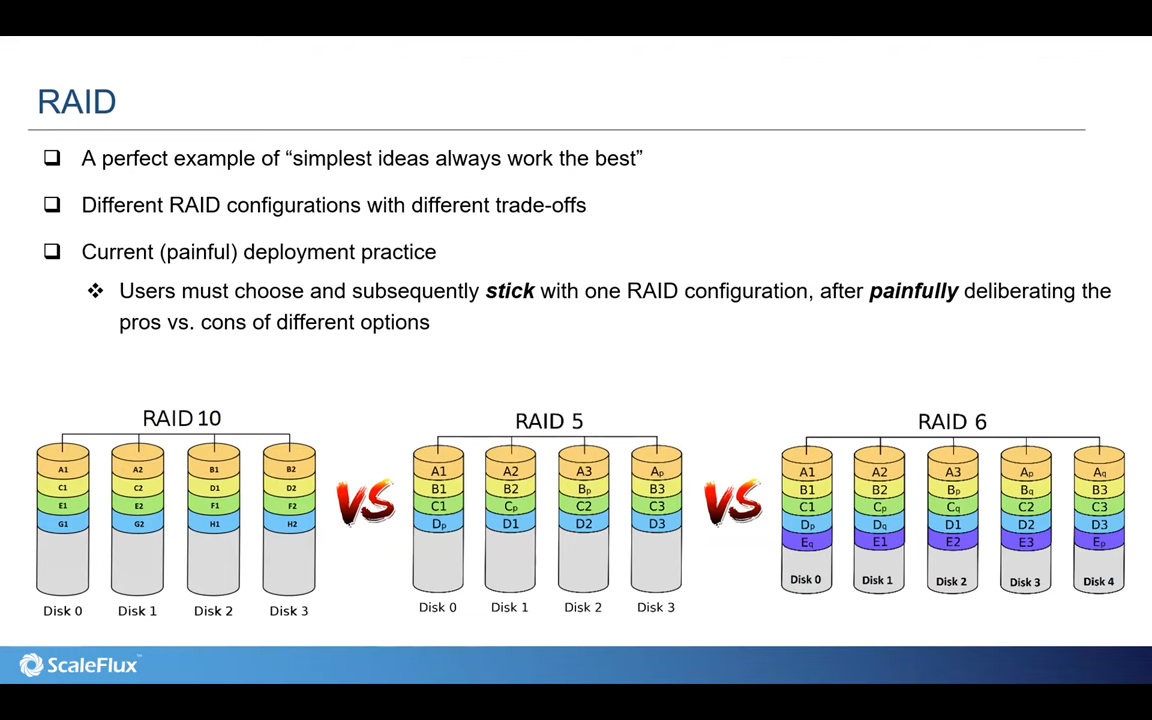 RAID
A perfect example of “simplest ideas always work the best”
Different RAID configurations with different trade-offs
Current (painful) deployment practice
Users must choose and subsequently stick with one RAID configuration, after painfully deliberating the
pros vs. cons of different options
RAID 10
A1 A2 B1 B2
C1 C2 D1 D2
E1 E2 F1 F2
G1 G2 H1 H2
Disk 0 Disk 1 Disk 2 Disk 3
VS
RAID 5
A1 A2 A3 Ap
B1 B2 Bp B3
C1 Cp C2 C3
Dp D1 D2 D3
Disk 0 Disk 1 Disk 2 Disk 3
VS
RAID 6
A1 A2 A3 Ap Aq
B1 B2 Bp Bq B3
C1 Cp Cq C2 C3
Dp Dq D1 D2 D3
Eq E1 E2 E3 Ep
Disk 0 Disk 1 Disk 2 Disk 3 Disk 4
ScaleFlux™